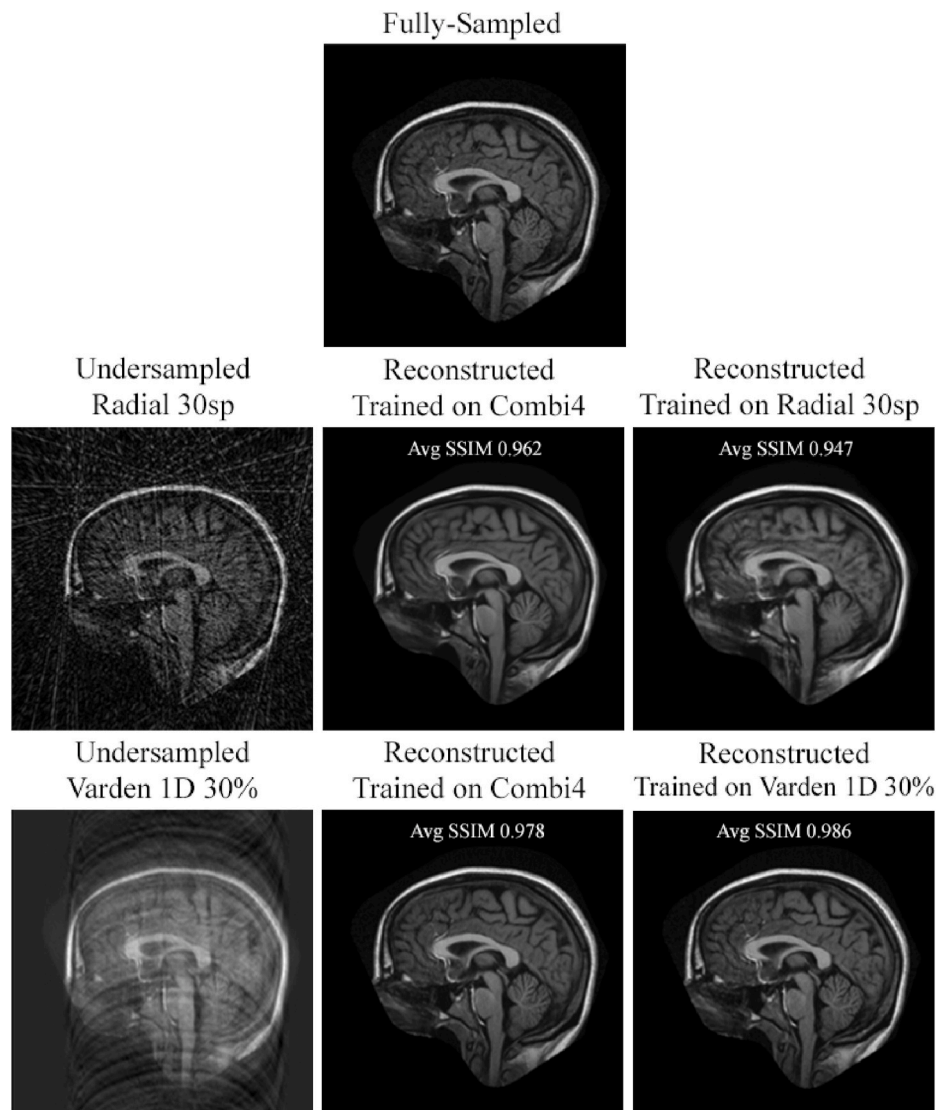 Fully-Sampled
Undersampled
Radial 30sp
Reconstructed
Trained on Combi4
Reconstructed
Trained on Radial 30sp
Avg SSIM 0.962
Avg SSIM 0.947
Undersampled
Varden 1D 30%
Reconstructed
Trained on Combi4
Reconstructed
Trained on Varden 1D 30%
Avg SSIM 0.978
Avg SSIM 0.986